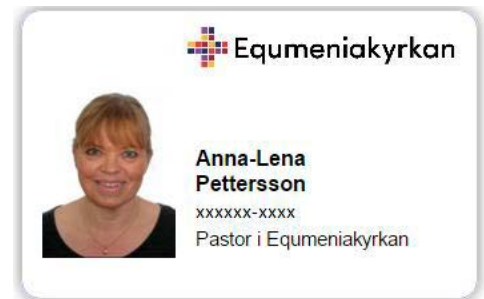 Equmeniakyrkan
Anna-Lena
Pettersson
xxxxxx-xxxx
Pastor i Equmeniakyrkan